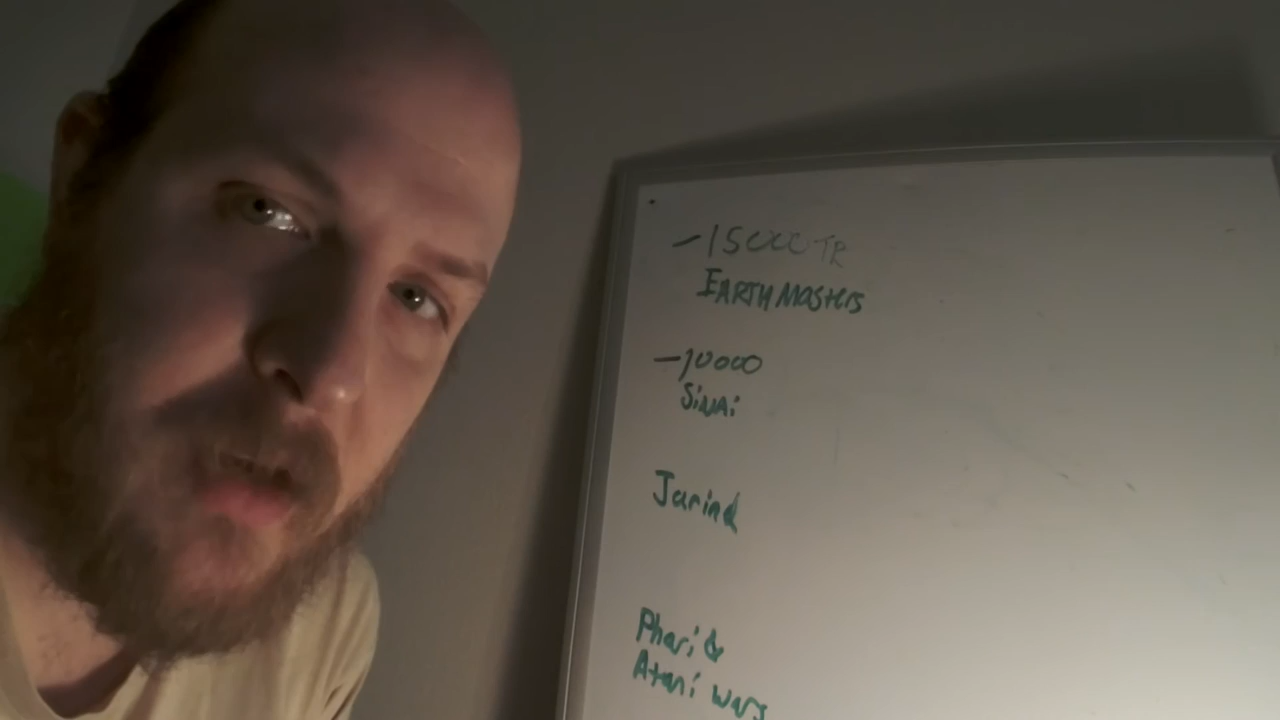 -15000 TR
EARTH MASters
-10000
SiNAi
Jarind
Phari &
Atani wars